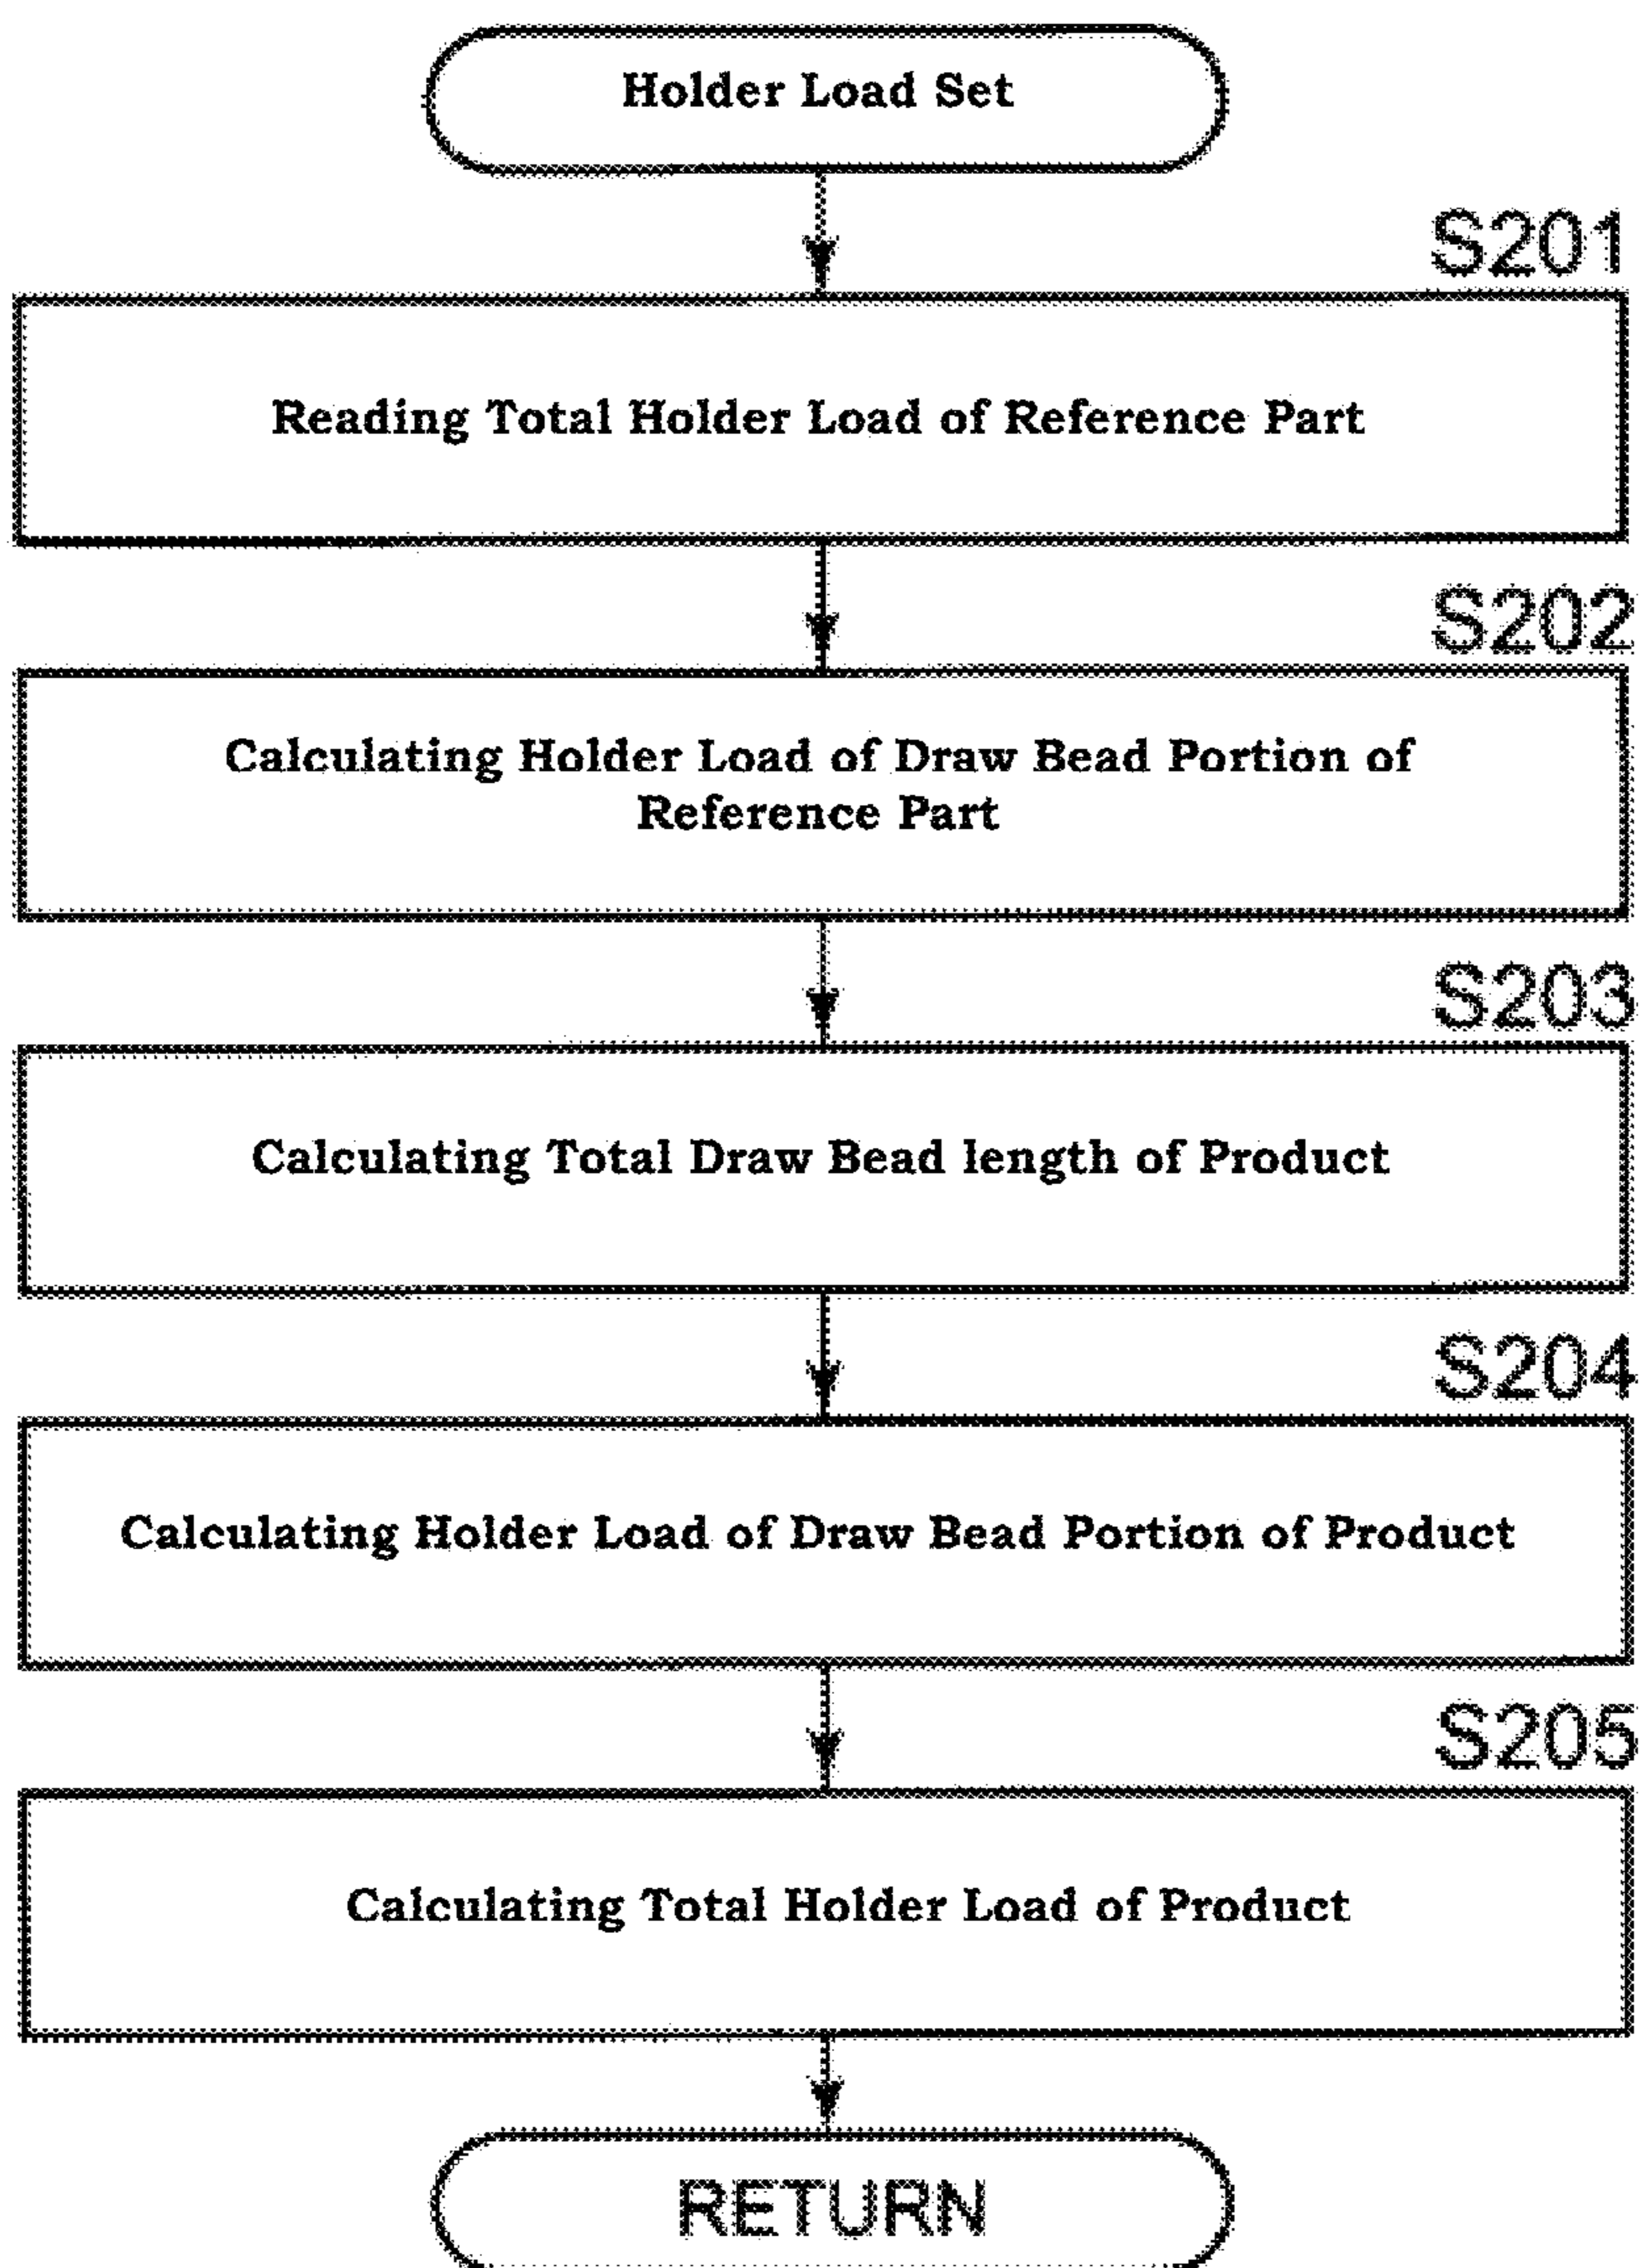 Holder Load Set
S201
Reading Total Holder Load of Reference Part
S202
Calculating Holder Load of Draw Bead Portion of
Reference Part
S203
Calculating Total Draw Bead length of Product
S204
Calculating Holder Load of Draw Bead Portion of Product
S205
Calculating Total Holder Load of Product
RETURN